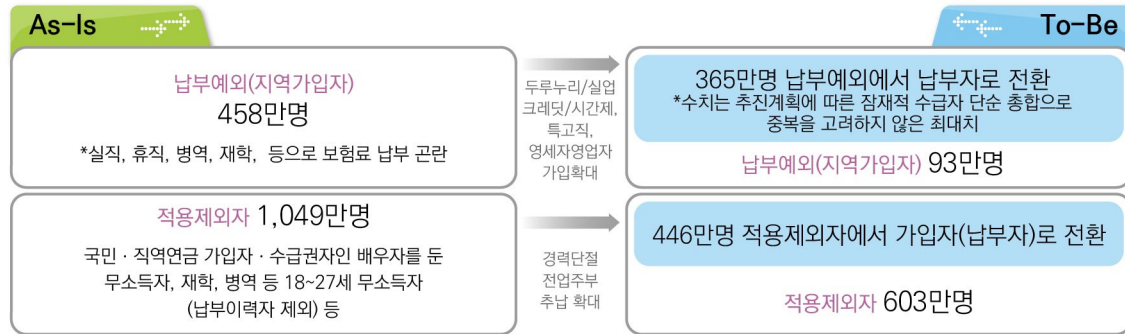 As-Is
To-Be
납부예외(지역가입자)
458만명
*실직, 휴직, 병역, 재학, 등으로 보험료 납부 곤란
두루누리/실업
크레딧/시간제,
특고직,
영세자영업자
가입확대
365만명 납부예외에서 납부자로 전환
*수치는 추진계획에 따른 잠재적 수급자 단순 총합으로
중복을 고려하지 않은 최대치
납부예외(지역가입자) 93만명
적용제외자 1,049만명
국민·직역연금 가입자·수급권자인 배우자를 둔
무소득자, 재학, 병역 등 18~27세 무소득자
(납부이력자 제외) 등
경력단절
전업주부
추납 확대
446만명 적용제외자에서 가입자(납부자)로 전환
적용제외자 603만명